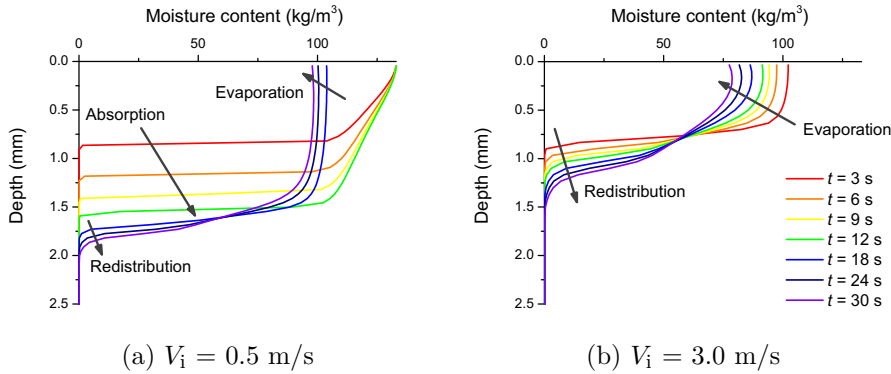 Moisture content (kg/m³)
0 50 100
Depth (mm)
0.0
0.5
1.0
1.5
2.0
2.5
Evaporation
Absorption
Redistribution
(a) Vᵢ = 0.5 m/s
Moisture content (kg/m³)
0 50 100
Depth (mm)
0.0
0.5
1.0
1.5
2.0
2.5
Evaporation
Redistribution
t = 3 s
t = 6 s
t = 9 s
t = 12 s
t = 18 s
t = 24 s
t = 30 s
(b) Vᵢ = 3.0 m/s